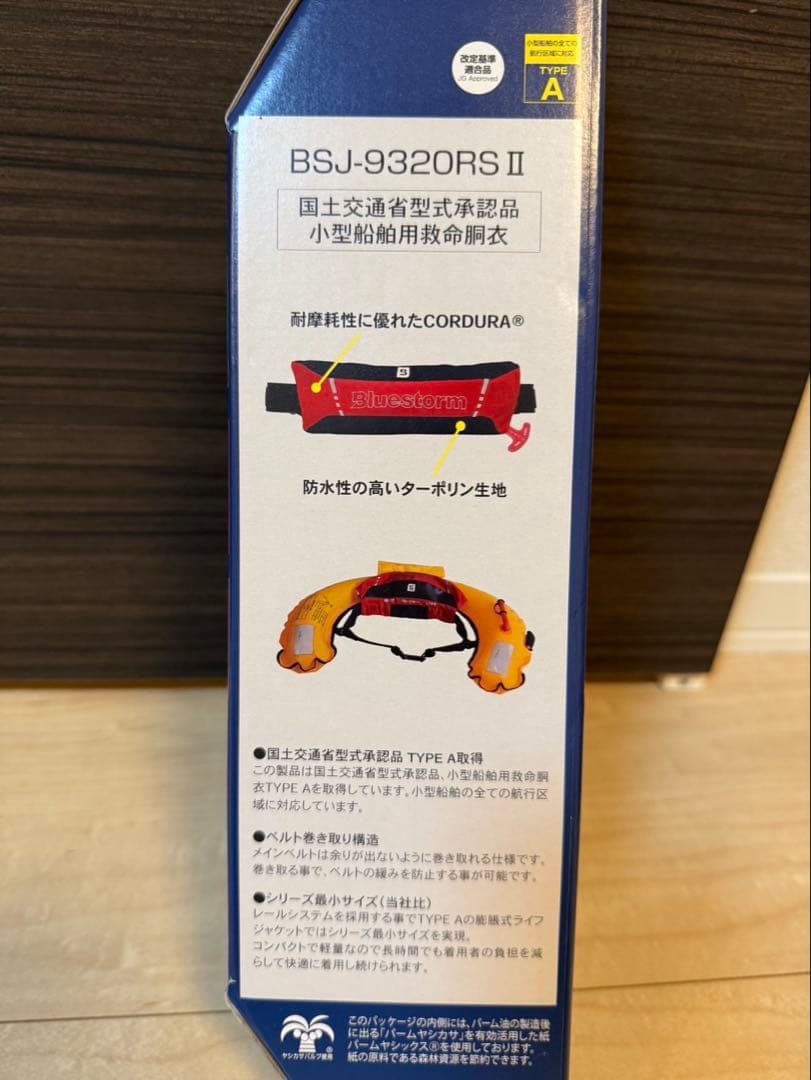 改定基準
適合品
JG Approved
小型船舶の全ての
航行区域に対応
TYPE
A
BSJ-9320RSⅡ
国土交通省型式承認品
小型船舶用救命胴衣
耐摩耗性に優れたCORDURA®
Bluestorm
防水性の高いターポリン生地
●国土交通省型式承認品 TYPE A取得
この製品は国土交通省型式承認品、小型船舶用救命胴
衣TYPE Aを取得しています。小型船舶の全ての航行区
域に対応しています。
●ベルト巻き取り構造
メインベルトは余りが出ないように巻き取れる仕様です。
巻き取る事で、ベルトの緩みを防止する事が可能です。
●シリーズ最小サイズ(当社比)
レールシステムを採用する事でTYPE Aの膨脹式ライフ
ジャケットではシリーズ最小サイズを実現。
コンパクトで軽量なので長時間でも着用者の負担を減
らして快適に着用し続けられます。
ヤシカサパルプ使用
®
このパッケージの内側には、パーム油の製造後
に出る「パームヤシカサ」を有効活用した紙
パームヤシックス®を使用しております。
紙の原料である森林資源を節約できます。